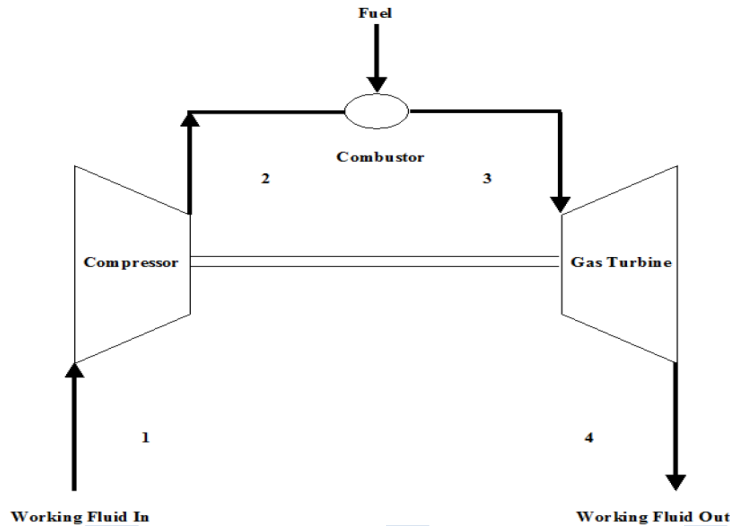 Fuel
Combustor
2
3
Compressor
Gas Turbine
1
4
Working Fluid In
Working Fluid Out